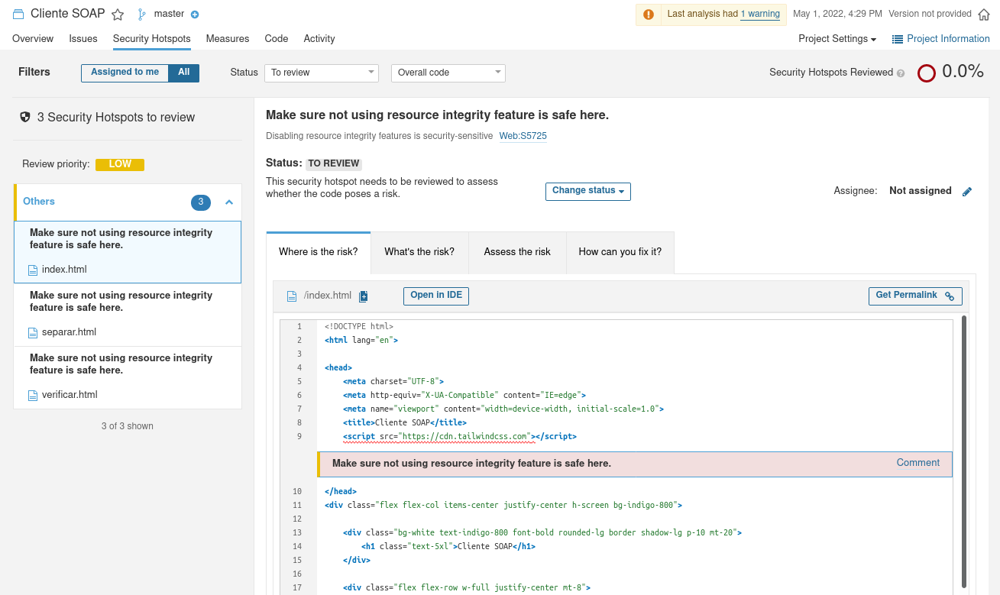 Cliente SOAP master Last analysis had 1 warning May 1, 2022, 4:29 PM Version not provided
Overview Issues Security Hotspots Measures Code Activity Project Settings Project Information
Filters Assigned to me All Status To review Overall code Security Hotspots Reviewed ? 0.0%
3 Security Hotspots to review
Review priority: LOW
Others 3
Make sure not using resource integrity
feature is safe here.
index.html
Make sure not using resource integrity
feature is safe here.
separar.html
Make sure not using resource integrity
feature is safe here.
verificar.html
3 of 3 shown
Make sure not using resource integrity feature is safe here.
Disabling resource integrity features is security-sensitive Web:S5725
Status: TO REVIEW
This security hotspot needs to be reviewed to assess
whether the code poses a risk.
Change status
Assignee: Not assigned
Where is the risk? What's the risk? Assess the risk How can you fix it?
/index.html Open in IDE Get Permalink
1 <!DOCTYPE html>
2 <html lang="en">
3
4 <head>
5 <meta charset="UTF-8">
6 <meta http-equiv="X-UA-Compatible" content="IE=edge">
7 <meta name="viewport" content="width=device-width, initial-scale=1.0">
8 <title>Cliente SOAP</title>
9 <script src="https://cdn.tailwindcss.com"></script>
Make sure not using resource integrity feature is safe here. Comment
10 </head>
11 <div class="flex flex-col items-center justify-center h-screen bg-indigo-800">
12
13 <div class="bg-white text-indigo-800 font-bold rounded-lg border shadow-lg p-10 mt-20">
14 <h1 class="text-5xl">Cliente SOAP</h1>
15 </div>
16
17 <div class="flex flex-row w-full justify-center mt-8">